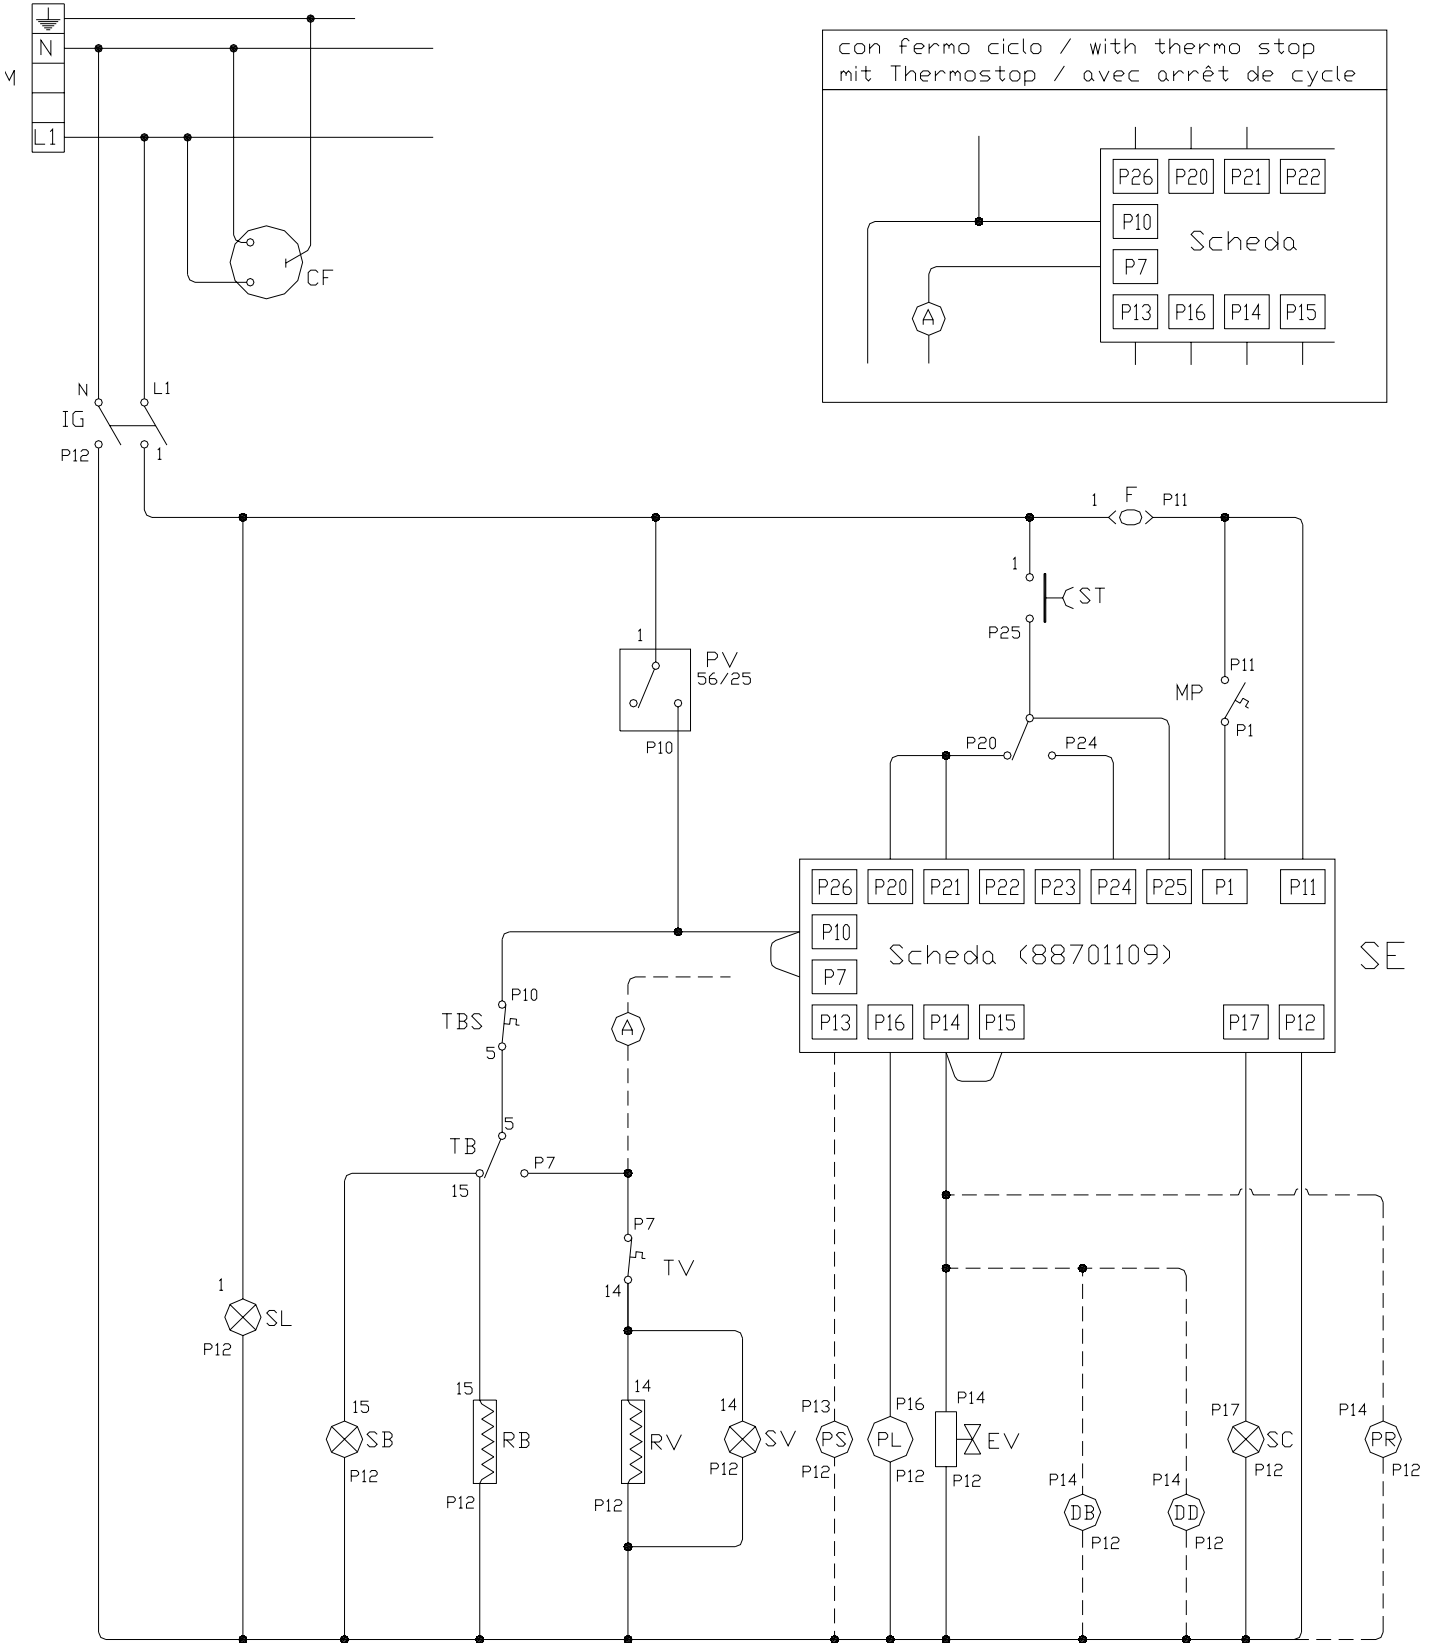 con fermo ciclo / with thermo stop
mit Thermostop / avec arrêt de cycle
N
M
L1
P26 P20 P21 P22
P10
Scheda
P7
A
P13 P16 P14 P15
CF
N L1
IG
P12 1
1 F P11
1
ST
P25
1
PV
56/25
P10
P11
MP
P1
P20 P24
P26 P20 P21 P22 P23 P24 P25 P1 P11
P10
Scheda (88701109)
SE
P7
P13 P16 P14 P15 P17 P12
P10
TBS
5
A
5
TB
P7
15
P7
TV
14
1
SL
P12
15
SB
P12
15
RB
P12
14
RV
P12
14
SV
P12
P13
PS
P12
P16
PL
P12
P14
EV
P12
P14
DB
P12
P14
DD
P12
P17
SC
P12
P14
PR
P12